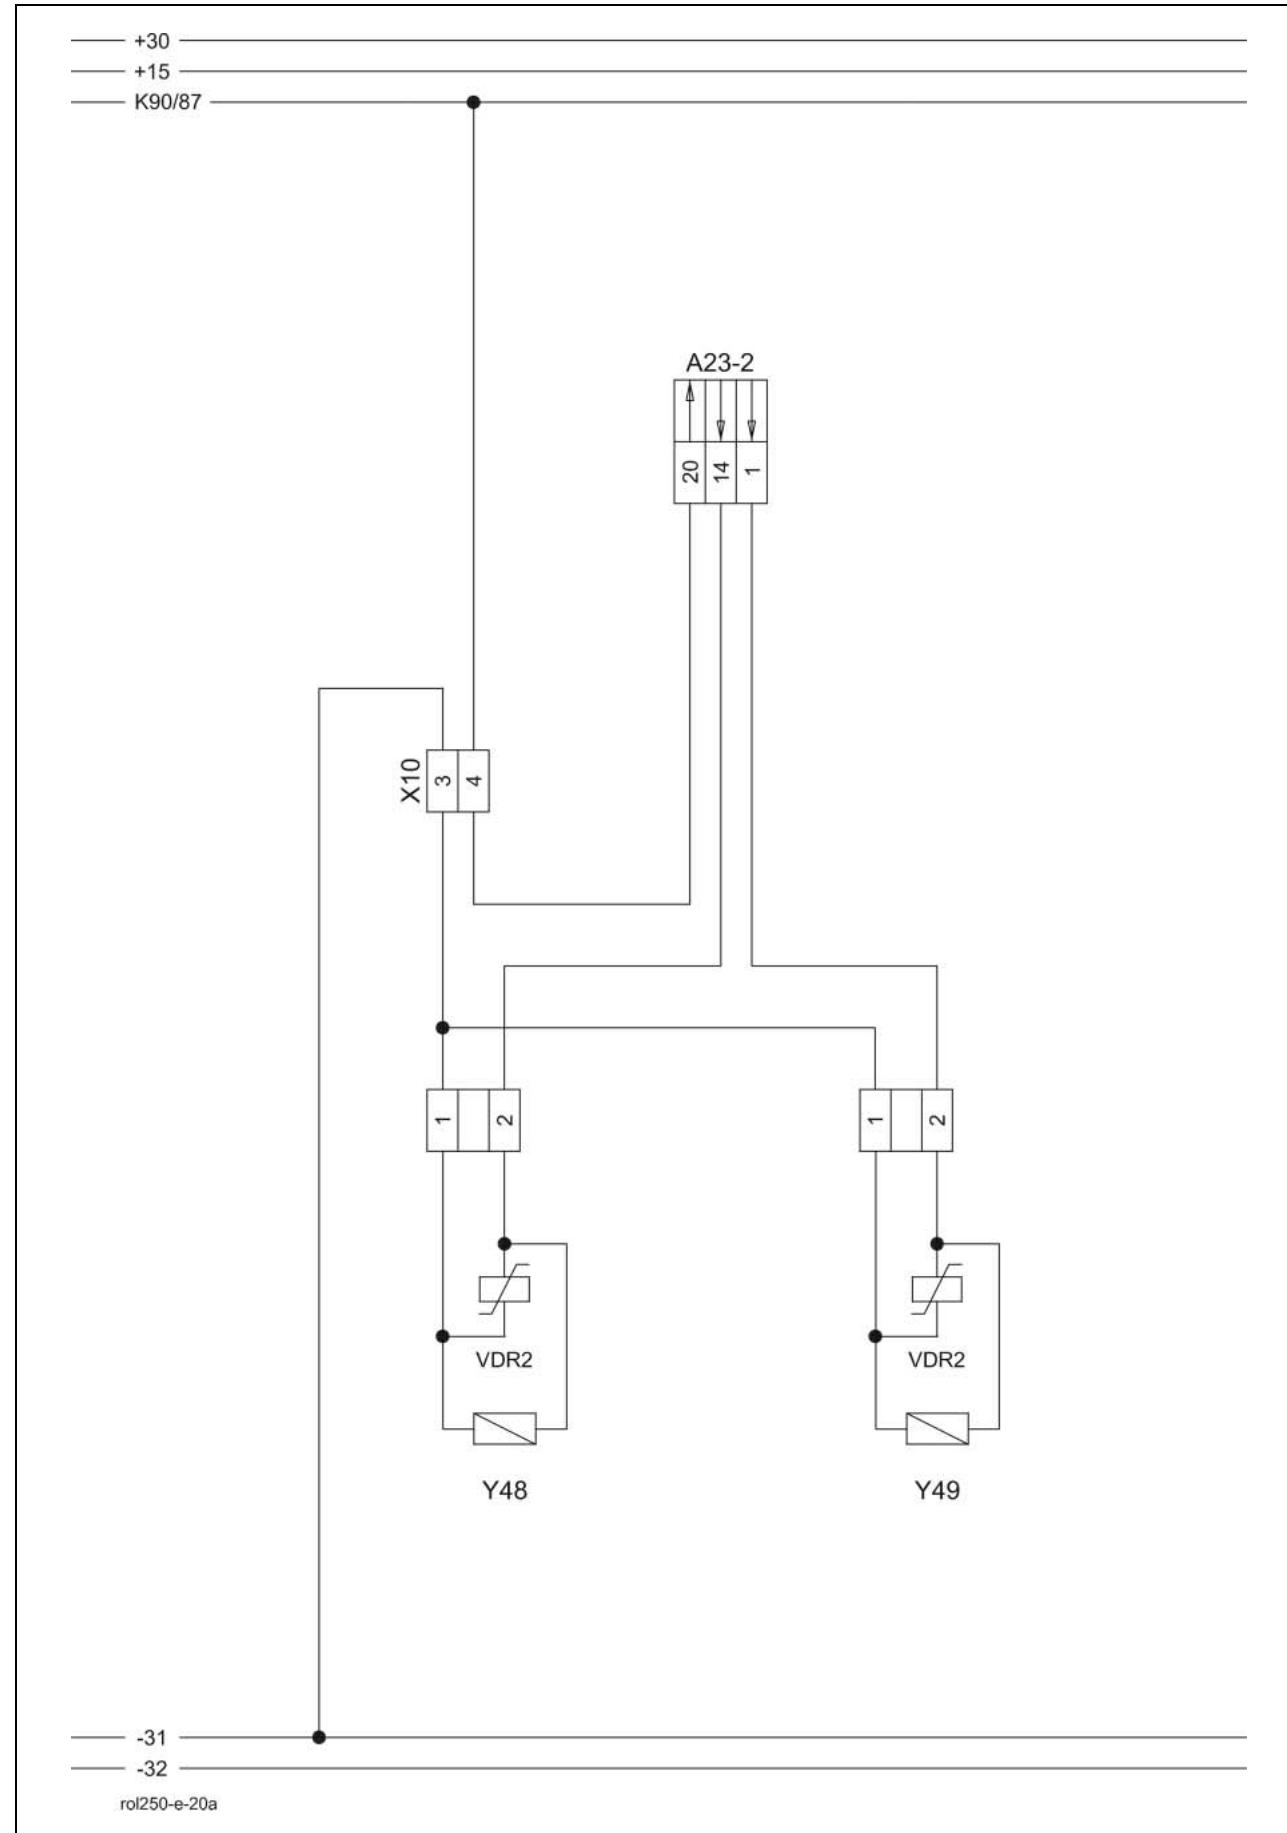 +30
+15
K90/87
A23-2
20 14 1
X10 3 4
1 2 1 2
VDR2 VDR2
Y48 Y49
-31
-32
rol250-e-20a